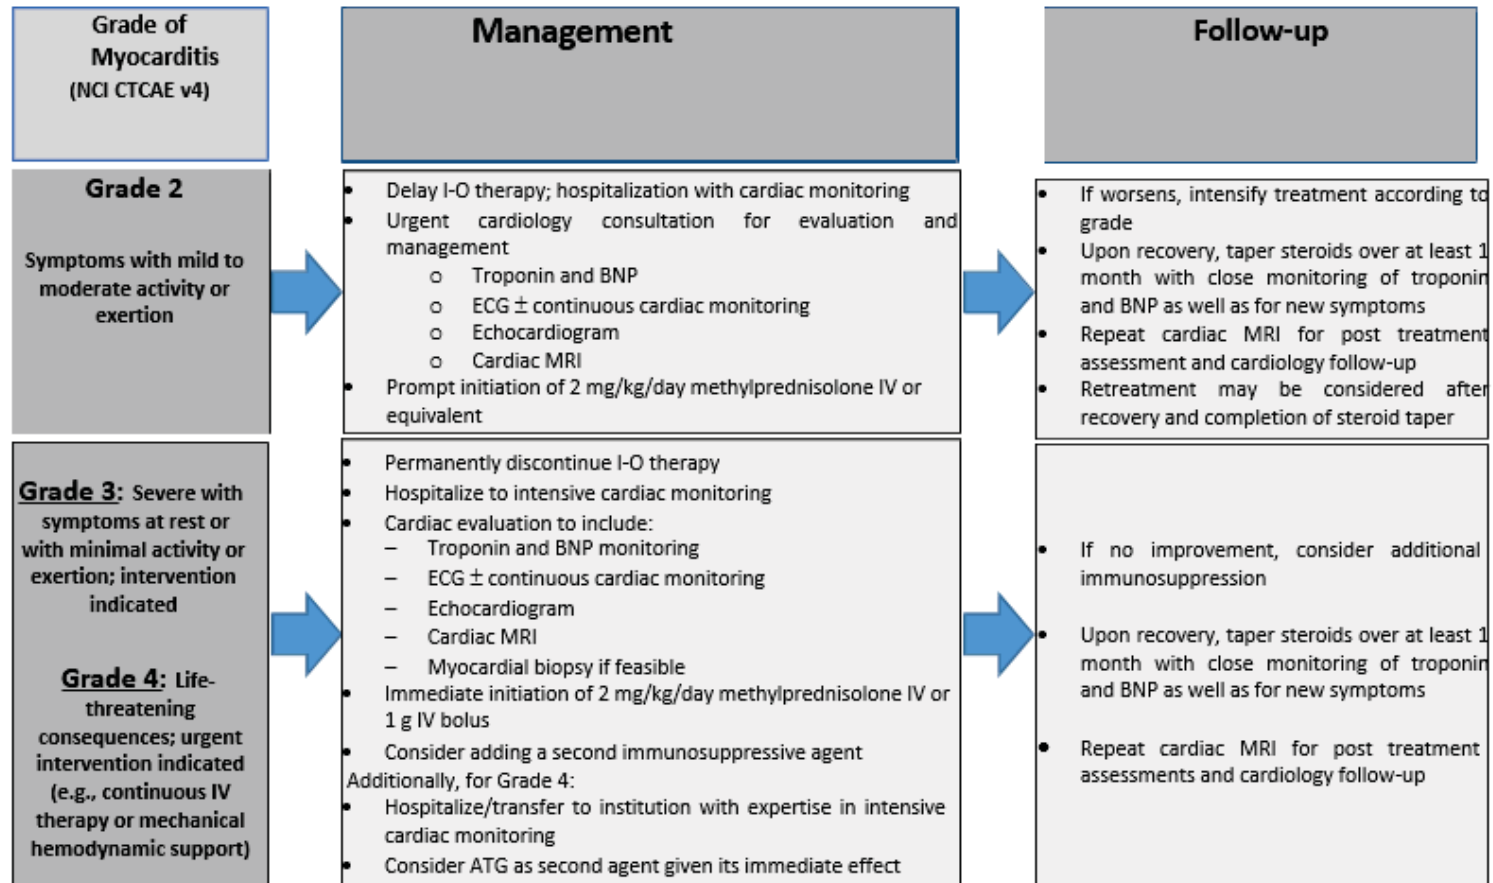 Grade of
Myocarditis
(NCI CTCAE v4)
Management
Follow-up
Grade 2
Symptoms with mild to
moderate activity or
exertion
• Delay I-O therapy; hospitalization with cardiac monitoring
• Urgent cardiology consultation for evaluation and
management
o Troponin and BNP
o ECG ± continuous cardiac monitoring
o Echocardiogram
o Cardiac MRI
• Prompt initiation of 2 mg/kg/day methylprednisolone IV or
equivalent
• If worsens, intensify treatment according to
grade
• Upon recovery, taper steroids over at least 1
month with close monitoring of troponin
and BNP as well as for new symptoms
• Repeat cardiac MRI for post treatment
assessment and cardiology follow-up
• Retreatment may be considered after
recovery and completion of steroid taper
Grade 3: Severe with
symptoms at rest or
with minimal activity or
exertion; intervention
indicated
Grade 4: Life-
threatening
consequences; urgent
intervention indicated
(e.g., continuous IV
therapy or mechanical
hemodynamic support)
• Permanently discontinue I-O therapy
• Hospitalize to intensive cardiac monitoring
• Cardiac evaluation to include:
– Troponin and BNP monitoring
– ECG ± continuous cardiac monitoring
– Echocardiogram
– Cardiac MRI
– Myocardial biopsy if feasible
• Immediate initiation of 2 mg/kg/day methylprednisolone IV or
1 g IV bolus
• Consider adding a second immunosuppressive agent
Additionally, for Grade 4:
• Hospitalize/transfer to institution with expertise in intensive
cardiac monitoring
• Consider ATG as second agent given its immediate effect
• If no improvement, consider additional
immunosuppression
• Upon recovery, taper steroids over at least 1
month with close monitoring of troponin
and BNP as well as for new symptoms
• Repeat cardiac MRI for post treatment
assessments and cardiology follow-up